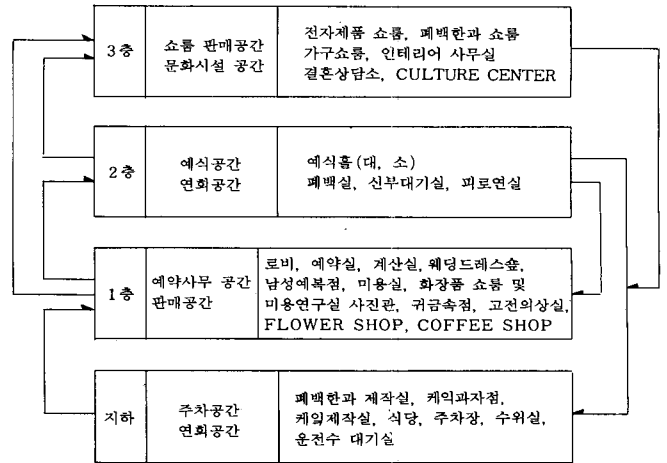 3층
쇼룸 판매공간
문화시설 공간
전자제품 쇼룸, 폐백한과 쇼룸
가구쇼룸, 인테리어 사무실
결혼상담소, CULTURE CENTER
2층
예식공간
연회공간
예식홀(대, 소)
폐백실, 신부대기실, 피로연실
1층
예약사무 공간
판매공간
로비, 예약실, 계산실, 웨딩드레스숖,
남성예복점, 미용실, 화장품 쇼룸 및
미용연구실 사진관, 귀금속점, 고전의상실,
FLOWER SHOP, COFFEE SHOP
지하
주차공간
연회공간
폐백한과 제작실, 케익과자점,
케잌제작실, 식당, 주차장, 수위실,
운전수 대기실